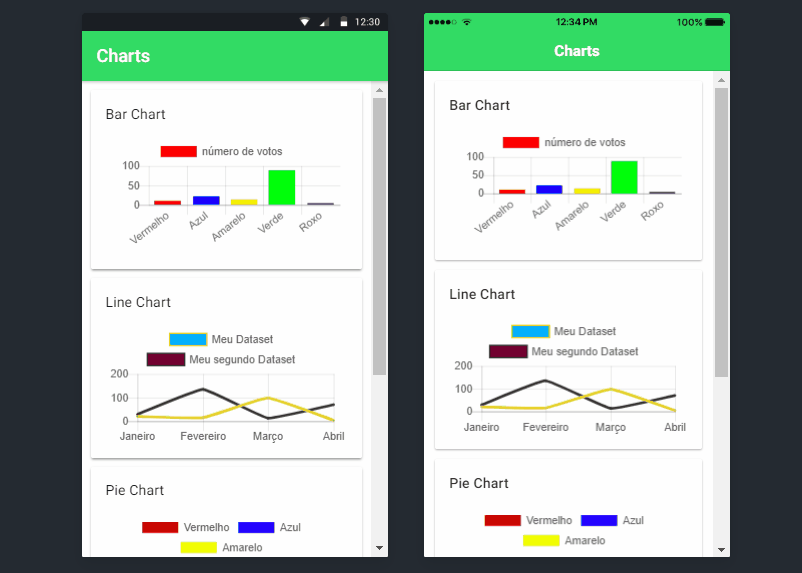 12:30
Charts
Bar Chart
número de votos
100
50
0
Vermelho Azul Amarelo Verde Roxo
Line Chart
Meu Dataset
Meu segundo Dataset
200
100
0
Janeiro Fevereiro Março Abril
Pie Chart
Vermelho Azul
Amarelo
12:34 PM 100%
Charts
Bar Chart
número de votos
100
50
0
Vermelho Azul Amarelo Verde Roxo
Line Chart
Meu Dataset
Meu segundo Dataset
200
100
0
Janeiro Fevereiro Março Abril
Pie Chart
Vermelho Azul
Amarelo